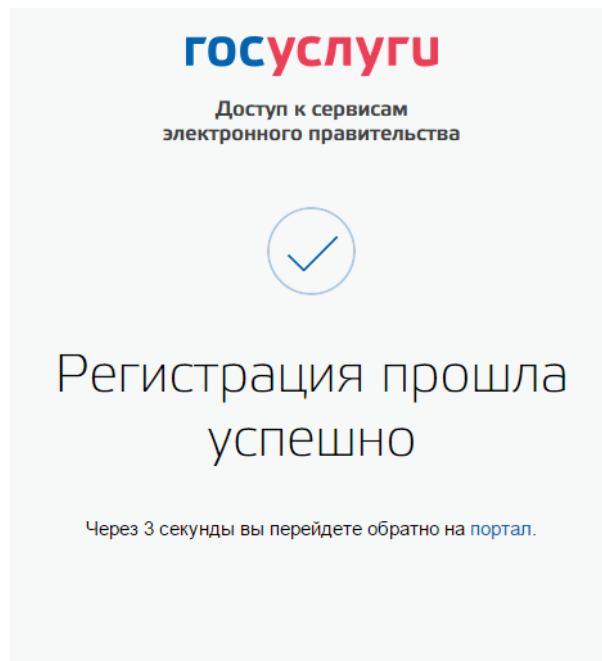 госуслуги
Доступ к сервисам
электронного правительства
Регистрация прошла
успешно
Через 3 секунды вы перейдете обратно на портал.